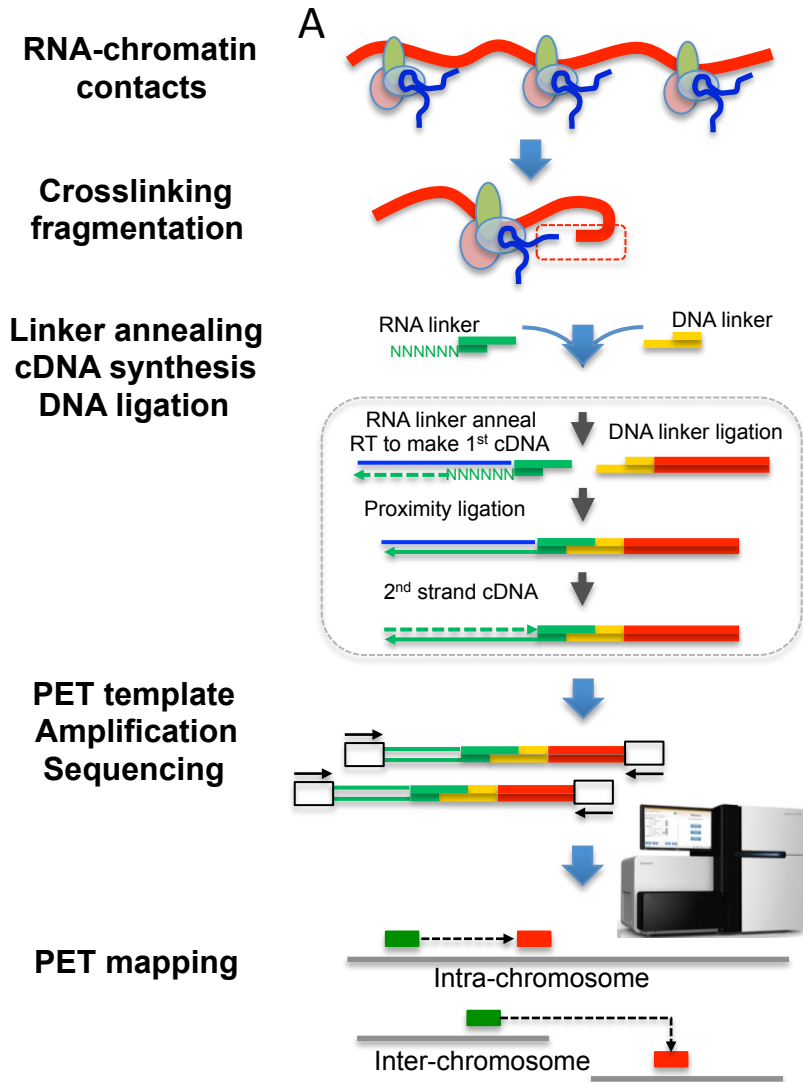 A
RNA-chromatin
contacts
Crosslinking
fragmentation
Linker annealing
cDNA synthesis
DNA ligation
RNA linker
NNNNNN
DNA linker
RNA linker anneal
RT to make 1st cDNA
NNNNNN
DNA linker ligation
Proximity ligation
2nd strand cDNA
PET template
Amplification
Sequencing
PET mapping
Intra-chromosome
Inter-chromosome